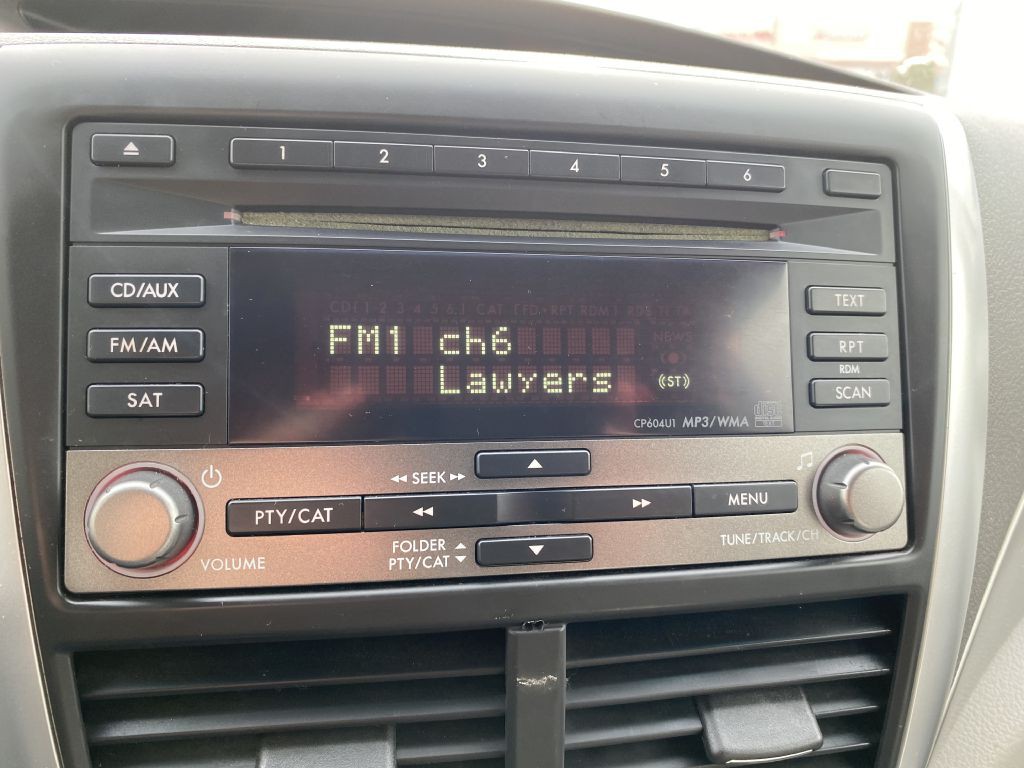 1 2 3 4 5 6
CD/AUX
FM/AM
SAT
CD[1 2 3 4 5 6] CAT
RPT RDM1 RDS
NEWS
FM1 ch6
Lawyers (ST)
CP604U1 MP3/WMA
TEXT
RPT
RDM
SCAN
SEEK
PTY/CAT
MENU
VOLUME
FOLDER
PTY/CAT
TUNE/TRACK/CH